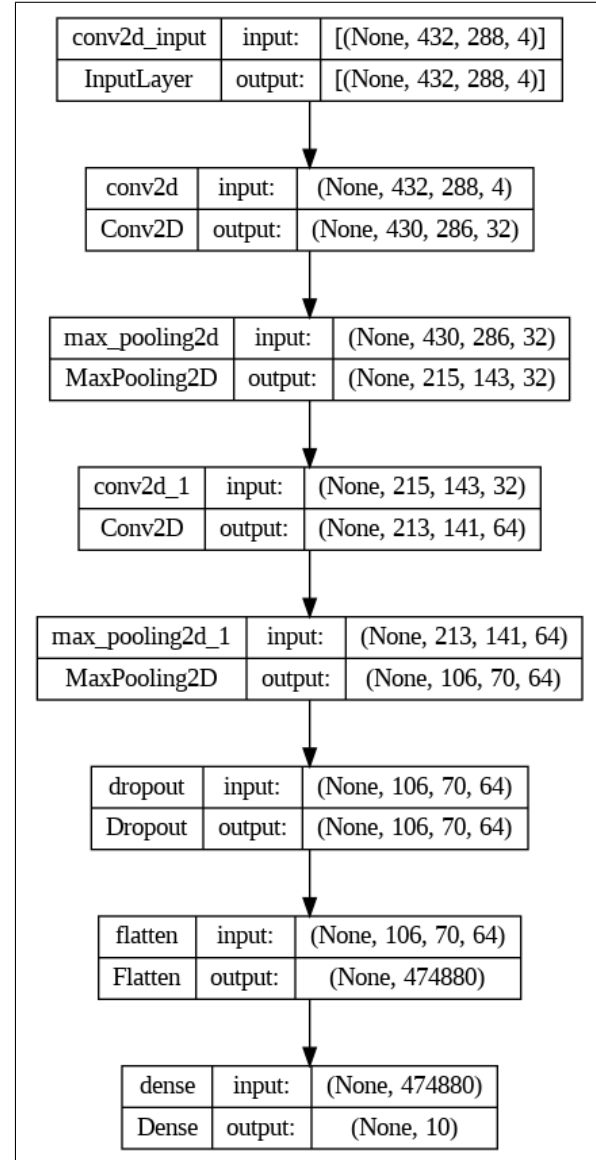 conv2d_input input: [(None, 432, 288, 4)]
InputLayer output: [(None, 432, 288, 4)]
conv2d input: (None, 432, 288, 4)
Conv2D output: (None, 430, 286, 32)
max_pooling2d input: (None, 430, 286, 32)
MaxPooling2D output: (None, 215, 143, 32)
conv2d_1 input: (None, 215, 143, 32)
Conv2D output: (None, 213, 141, 64)
max_pooling2d_1 input: (None, 213, 141, 64)
MaxPooling2D output: (None, 106, 70, 64)
dropout input: (None, 106, 70, 64)
Dropout output: (None, 106, 70, 64)
flatten input: (None, 106, 70, 64)
Flatten output: (None, 474880)
dense input: (None, 474880)
Dense output: (None, 10)